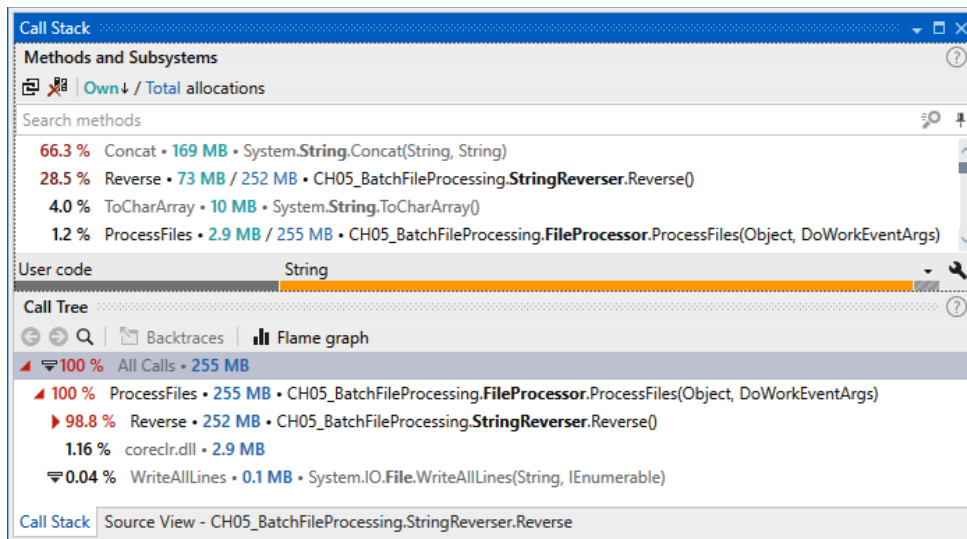 Call Stack
Methods and Subsystems
Own↓ / Total allocations
Search methods
66.3 % Concat • 169 MB • System.String.Concat(String, String)
28.5 % Reverse • 73 MB / 252 MB • CH05_BatchFileProcessing.StringReverser.Reverse()
4.0 % ToCharArray • 10 MB • System.String.ToCharArray()
1.2 % ProcessFiles • 2.9 MB / 255 MB • CH05_BatchFileProcessing.FileProcessor.ProcessFiles(Object, DoWorkEventArgs)
User code String
Call Tree
Backtraces Flame graph
100 % All Calls • 255 MB
100 % ProcessFiles • 255 MB • CH05_BatchFileProcessing.FileProcessor.ProcessFiles(Object, DoWorkEventArgs)
98.8 % Reverse • 252 MB • CH05_BatchFileProcessing.StringReverser.Reverse()
1.16 % coreclr.dll • 2.9 MB
0.04 % WriteAllLines • 0.1 MB • System.IO.File.WriteAllLines(String, IEnumerable)
Call Stack Source View - CH05_BatchFileProcessing.StringReverser.Reverse